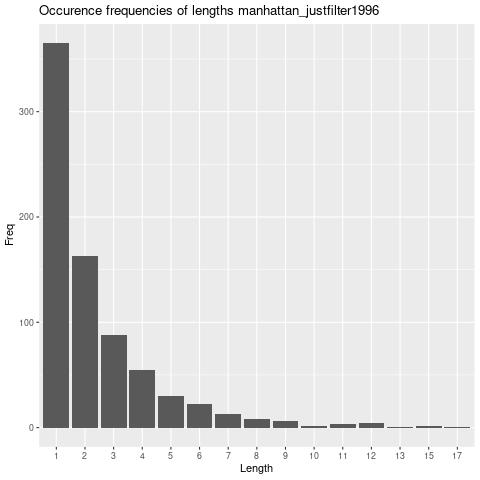 Occurence frequencies of lengths manhattan_justfilter1996
Freq
300
200
100
0
1 2 3 4 5 6 7 8 9 10 11 12 13 15 17
Length